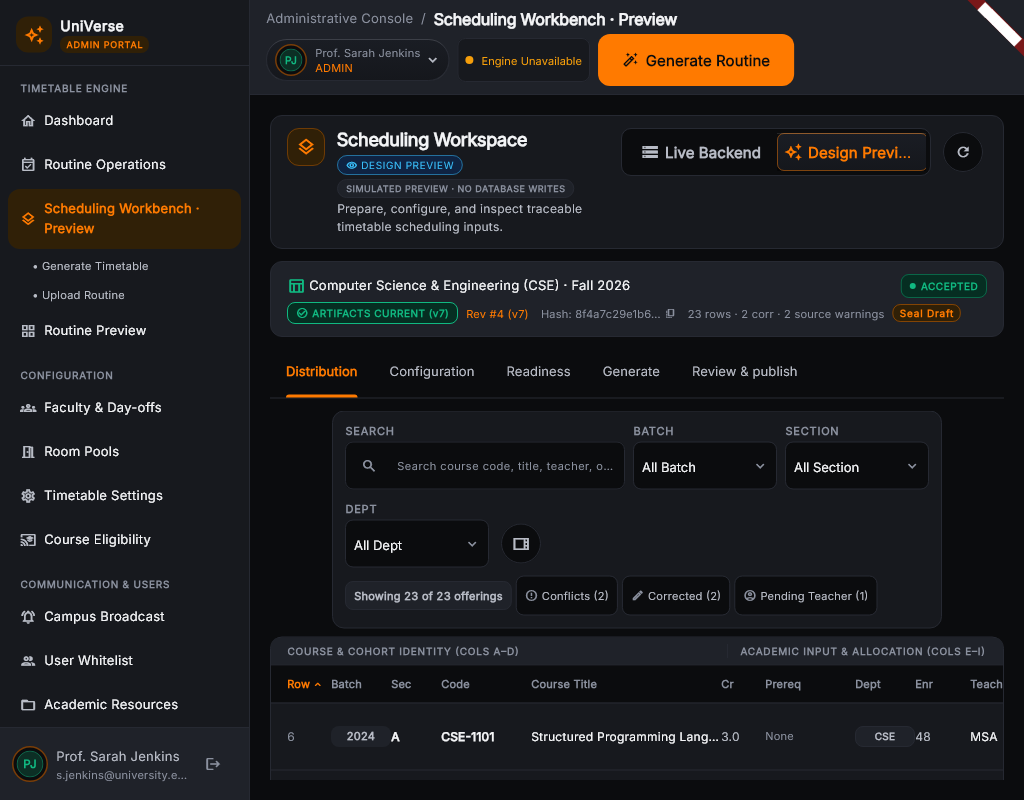 UniVerse
ADMIN PORTAL
TIMETABLE ENGINE
Dashboard
Routine Operations
Scheduling Workbench ·
Preview
• Generate Timetable
• Upload Routine
Routine Preview
CONFIGURATION
Faculty & Day-offs
Room Pools
Timetable Settings
Course Eligibility
COMMUNICATION & USERS
Campus Broadcast
User Whitelist
Academic Resources
PJ
Prof. Sarah Jenkins
s.jenkins@university.e...
Administrative Console / Scheduling Workbench · Preview
PJ
Prof. Sarah Jenkins
ADMIN
Engine Unavailable
Generate Routine
Scheduling Workspace
DESIGN PREVIEW
SIMULATED PREVIEW · NO DATABASE WRITES
Prepare, configure, and inspect traceable
timetable scheduling inputs.
Live Backend
Design Previ...
Computer Science & Engineering (CSE) · Fall 2026
ACCEPTED
ARTIFACTS CURRENT (v7) Rev #4 (v7) Hash: 8f4a7c29e1b6... 23 rows · 2 corr · 2 source warnings Seal Draft
Distribution Configuration Readiness Generate Review & publish
SEARCH BATCH SECTION
Search course code, title, teacher, o... All Batch All Section
DEPT
All Dept
Showing 23 of 23 offerings Conflicts (2) Corrected (2) Pending Teacher (1)
COURSE & COHORT IDENTITY (COLS A–D) ACADEMIC INPUT & ALLOCATION (COLS E–I)
Row Batch Sec Code Course Title Cr Prereq Dept Enr Teach
6 2024 A CSE-1101 Structured Programming Lang... 3.0 None CSE 48 MSA